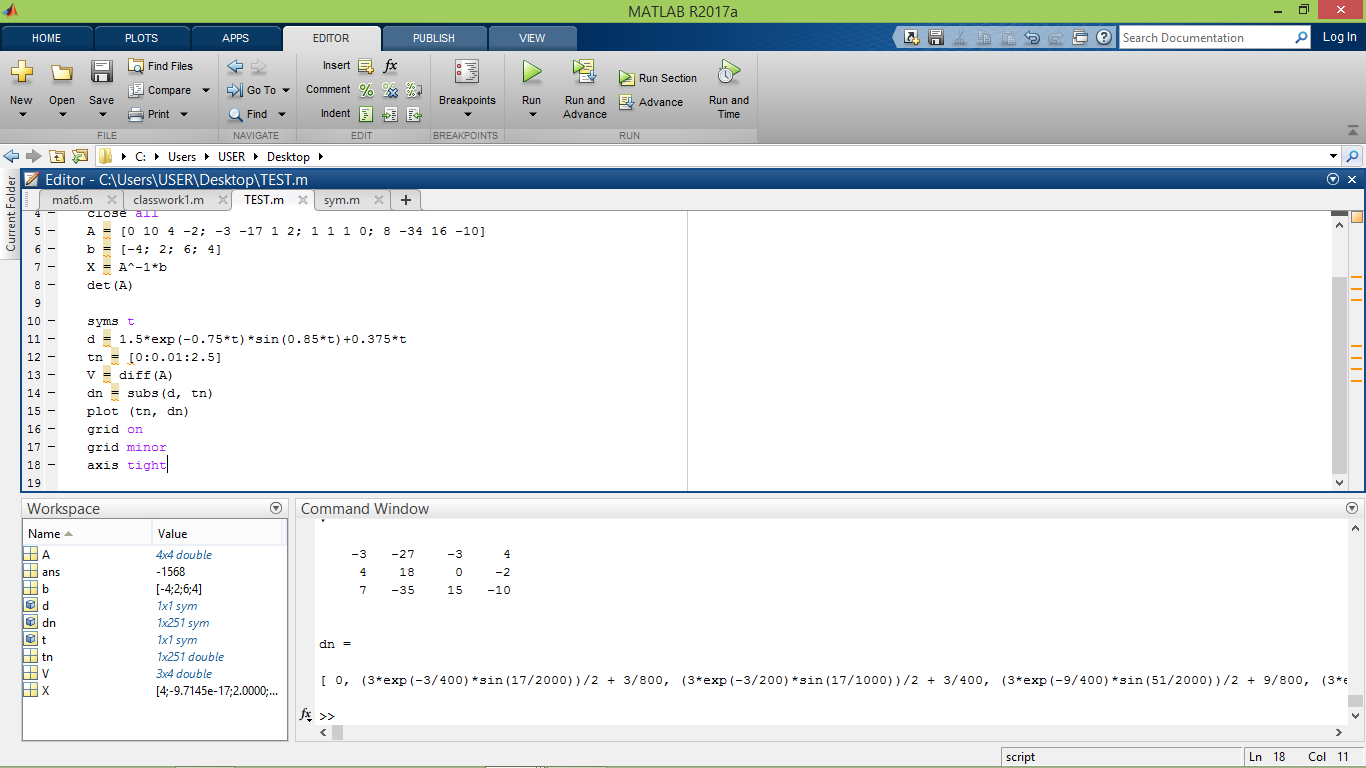 MATLAB R2017a
HOME PLOTS APPS EDITOR PUBLISH VIEW Search Documentation Log In
New Open Save Find Files Compare Print
Go To Find
Insert fx Comment Indent
Breakpoints
Run Run and Advance Run Section Advance Run and Time
FILE NAVIGATE EDIT BREAKPOINTS RUN
C: Users USER Desktop
Current Folder
Editor - C:\Users\USER\Desktop\TEST.m
mat6.m classwork1.m TEST.m sym.m +
4 - close all
5 - A = [0 10 4 -2; -3 -17 1 2; 1 1 1 0; 8 -34 16 -10]
6 - b = [-4; 2; 6; 4]
7 - X = A^-1*b
8 - det(A)
9
10 - syms t
11 - d = 1.5*exp(-0.75*t)*sin(0.85*t)+0.375*t
12 - tn = [0:0.01:2.5]
13 - V = diff(A)
14 - dn = subs(d, tn)
15 - plot (tn, dn)
16 - grid on
17 - grid minor
18 - axis tight
19
Workspace
Name Value
A 4x4 double
ans -1568
b [-4;2;6;4]
d 1x1 sym
dn 1x251 sym
t 1x1 sym
tn 1x251 double
V 3x4 double
X [4;-9.7145e-17;2.0000;...
Command Window
-3 -27 -3 4
4 18 0 -2
7 -35 15 -10
dn =
[ 0, (3*exp(-3/400)*sin(17/2000))/2 + 3/800, (3*exp(-3/200)*sin(17/1000))/2 + 3/400, (3*exp(-9/400)*sin(51/2000))/2 + 9/800, (3*e
fx >>
script Ln 18 Col 11